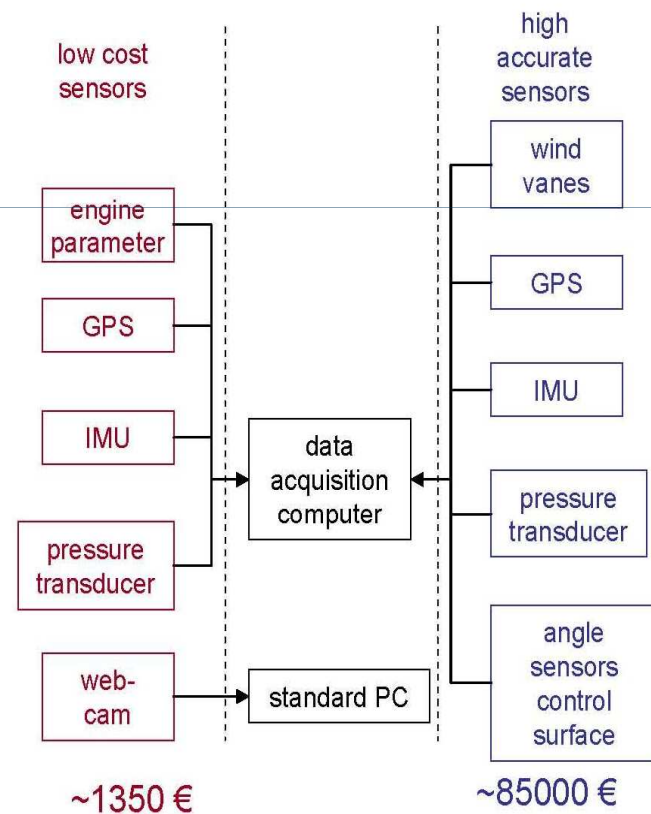 low cost
sensors
engine
parameter
GPS
IMU
pressure
transducer
web-
cam
~1350 €
data
acquisition
computer
standard PC
high
accurate
sensors
wind
vanes
GPS
IMU
pressure
transducer
angle
sensors
control
surface
~85000 €